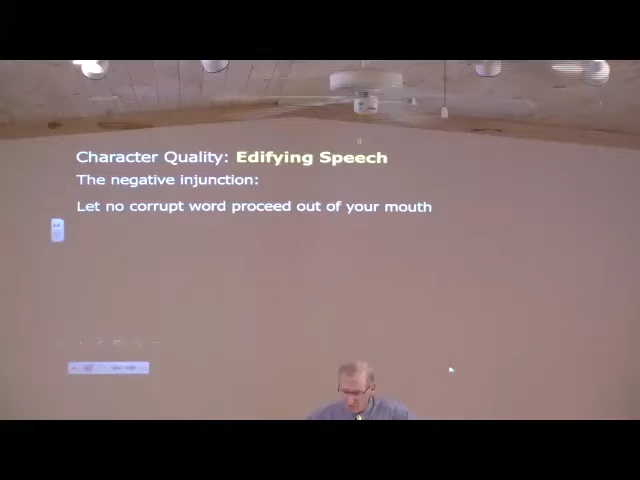 Character Quality: Edifying Speech
The negative injunction:
Let no corrupt word proceed out of your mouth